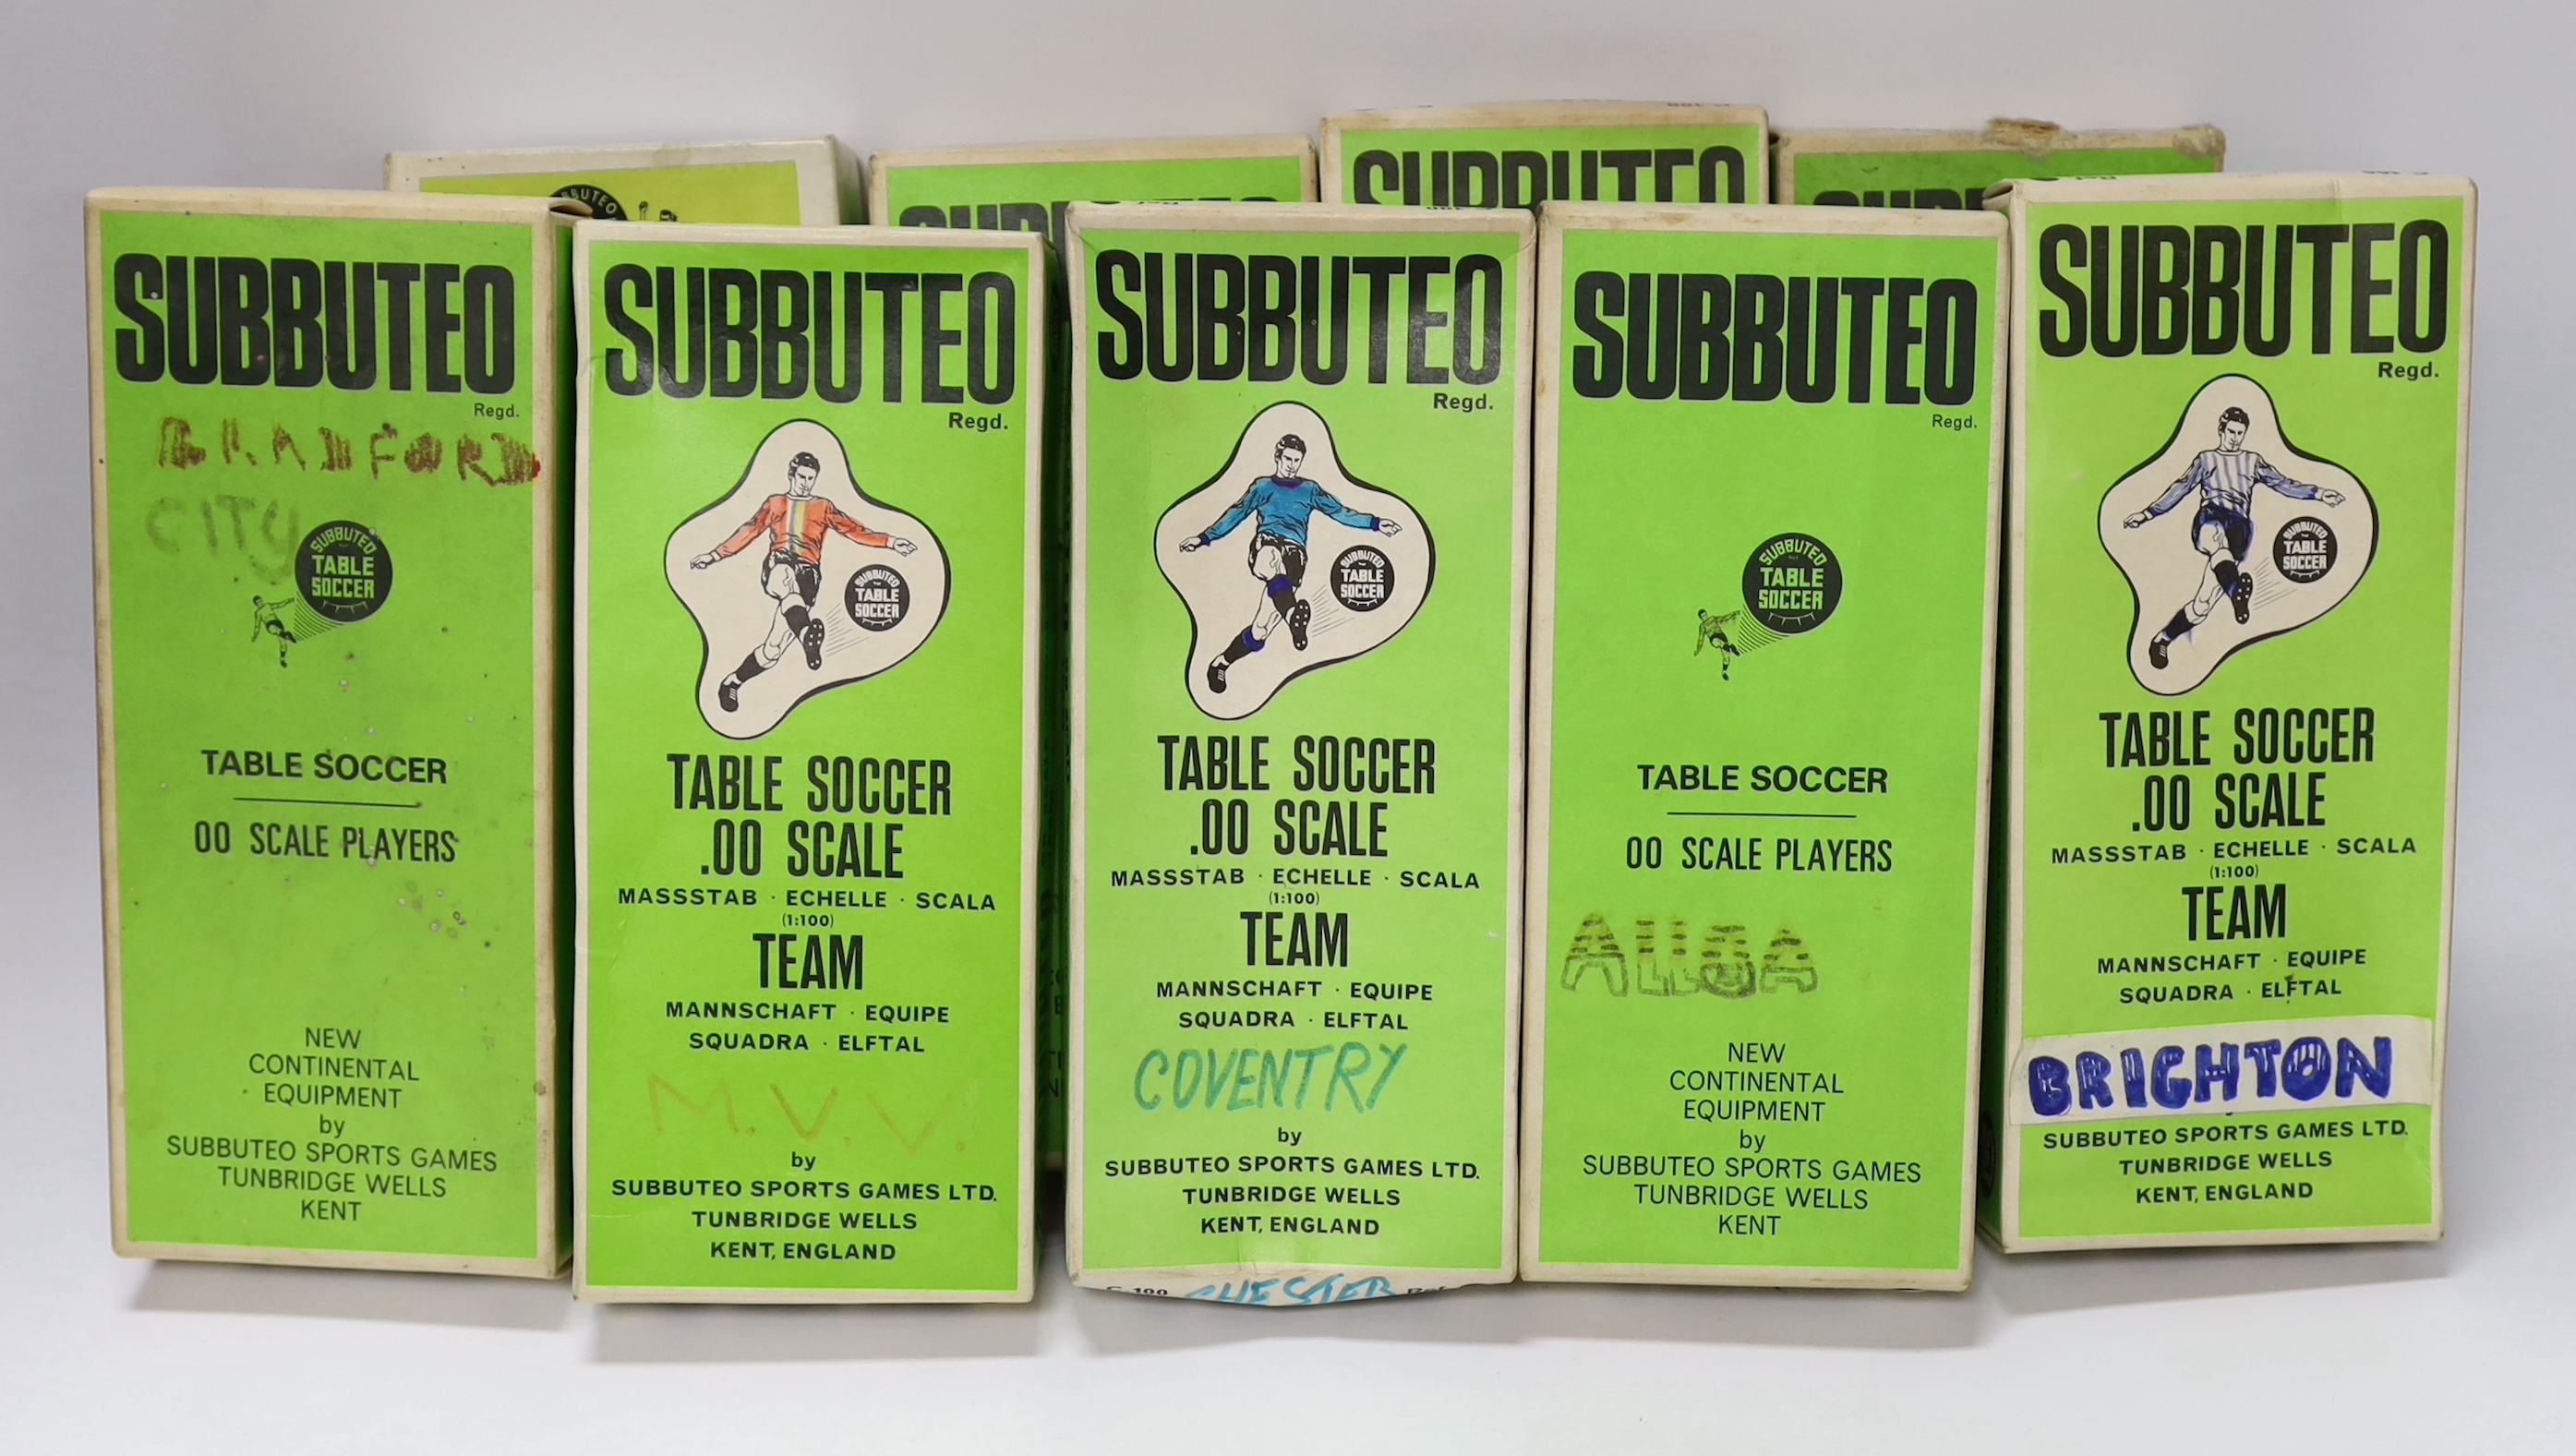 SUBBUTEO
SUBBUTEO
SUBBUTEO
Regd.
BRADFORD
CITY
SUBBUTEO
TABLE
SOCCER
TABLE SOCCER
00 SCALE PLAYERS
NEW
CONTINENTAL
EQUIPMENT
by
SUBBUTEO SPORTS GAMES
TUNBRIDGE WELLS
KENT
SUBBUTEO
Regd.
SUBBUTEO
TABLE
SOCCER
TABLE SOCCER
.00 SCALE
MASSSTAB · ECHELLE · SCALA
(1:100)
TEAM
MANNSCHAFT · EQUIPE
SQUADRA · ELFTAL
M.V.V.
by
SUBBUTEO SPORTS GAMES LTD.
TUNBRIDGE WELLS
KENT, ENGLAND
SUBBUTEO
Regd.
SUBBUTEO
TABLE
SOCCER
TABLE SOCCER
.00 SCALE
MASSSTAB · ECHELLE · SCALA
(1:100)
TEAM
MANNSCHAFT · EQUIPE
SQUADRA · ELFTAL
COVENTRY
by
SUBBUTEO SPORTS GAMES LTD.
TUNBRIDGE WELLS
KENT, ENGLAND
C.100 CHESTER Ref.
SUBBUTEO
Regd.
SUBBUTEO
TABLE
SOCCER
TABLE SOCCER
00 SCALE PLAYERS
ALLOA
NEW
CONTINENTAL
EQUIPMENT
by
SUBBUTEO SPORTS GAMES
TUNBRIDGE WELLS
KENT
SUBBUTEO
Regd.
SUBBUTEO
TABLE
SOCCER
TABLE SOCCER
.00 SCALE
MASSSTAB · ECHELLE · SCALA
(1:100)
TEAM
MANNSCHAFT · EQUIPE
SQUADRA · ELFTAL
BRIGHTON
SUBBUTEO SPORTS GAMES LTD.
TUNBRIDGE WELLS
KENT, ENGLAND